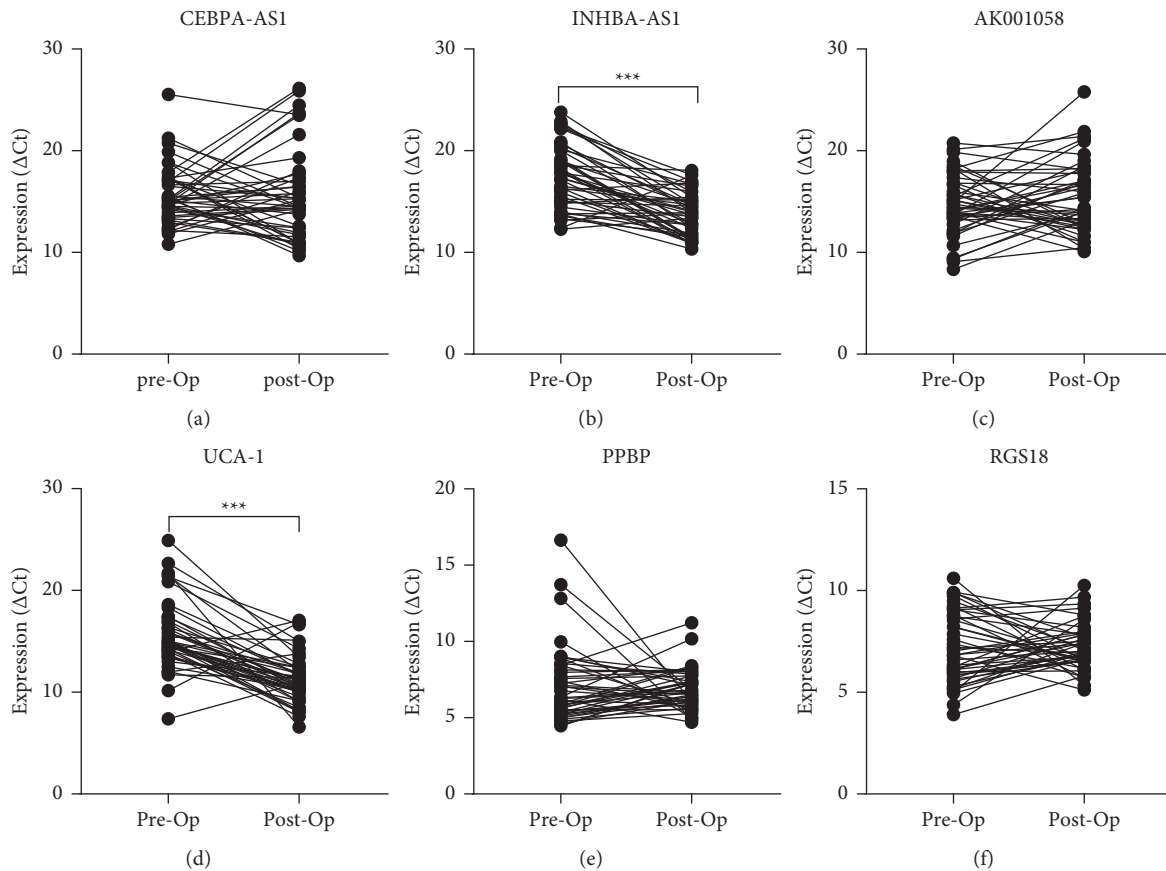 CEBPA-AS1
INHBA-AS1
AK001058
30
20
10
0
Expression (ΔCt)
pre-Op
post-Op
(a)
30
20
10
0
Expression (ΔCt)
***
Pre-Op
Post-Op
(b)
30
20
10
0
Expression (ΔCt)
Pre-Op
Post-Op
(c)
UCA-1
PPBP
RGS18
30
20
10
0
Expression (ΔCt)
***
Pre-Op
Post-Op
(d)
20
15
10
5
0
Expression (ΔCt)
Pre-Op
Post-Op
(e)
15
10
5
0
Expression (ΔCt)
Pre-Op
Post-Op
(f)